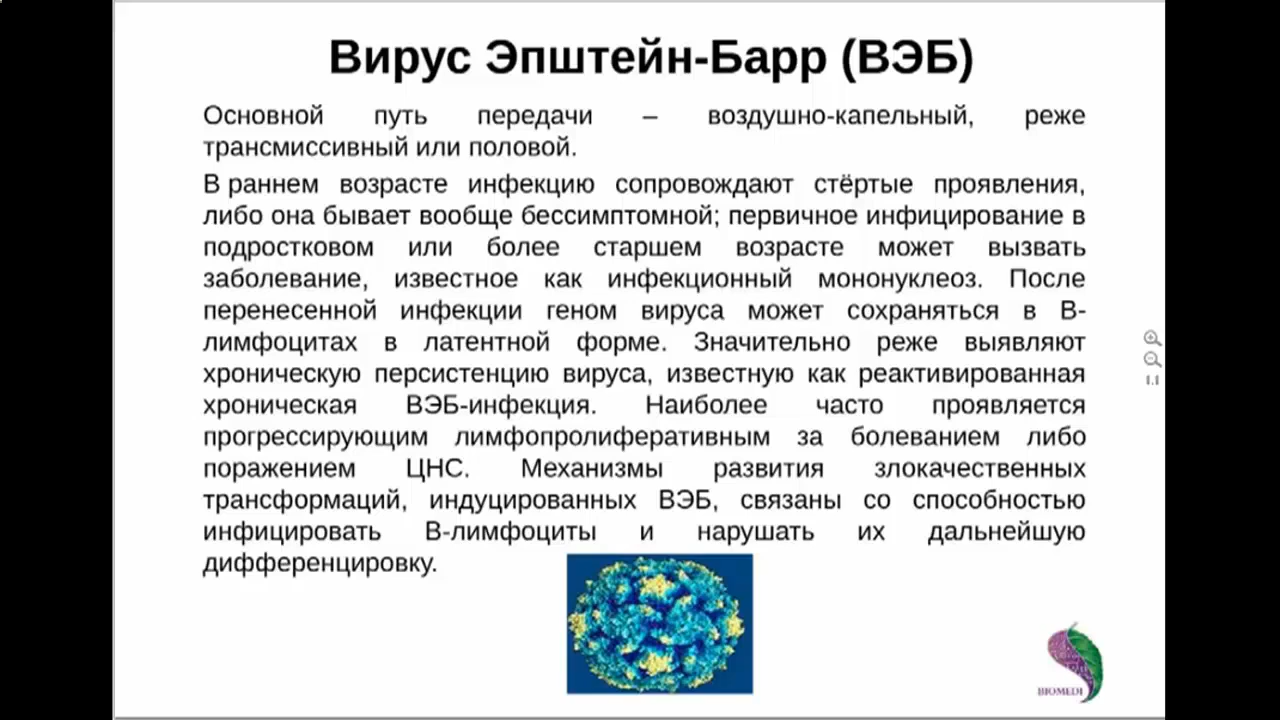 Вирус Эпштейн-Барр (ВЭБ)
Основной путь передачи – воздушно-капельный, реже
трансмиссивный или половой.
В раннем возрасте инфекцию сопровождают стёртые проявления,
либо она бывает вообще бессимптомной; первичное инфицирование в
подростковом или более старшем возрасте может вызвать
заболевание, известное как инфекционный мононуклеоз. После
перенесенной инфекции геном вируса может сохраняться в В-
лимфоцитах в латентной форме. Значительно реже выявляют
хроническую персистенцию вируса, известную как реактивированная
хроническая ВЭБ-инфекция. Наиболее часто проявляется
прогрессирующим лимфопролиферативным за болеванием либо
поражением ЦНС. Механизмы развития злокачественных
трансформаций, индуцированных ВЭБ, связаны со способностью
инфицировать В-лимфоциты и нарушать их дальнейшую
дифференцировку.
1:1
BIOMEDI